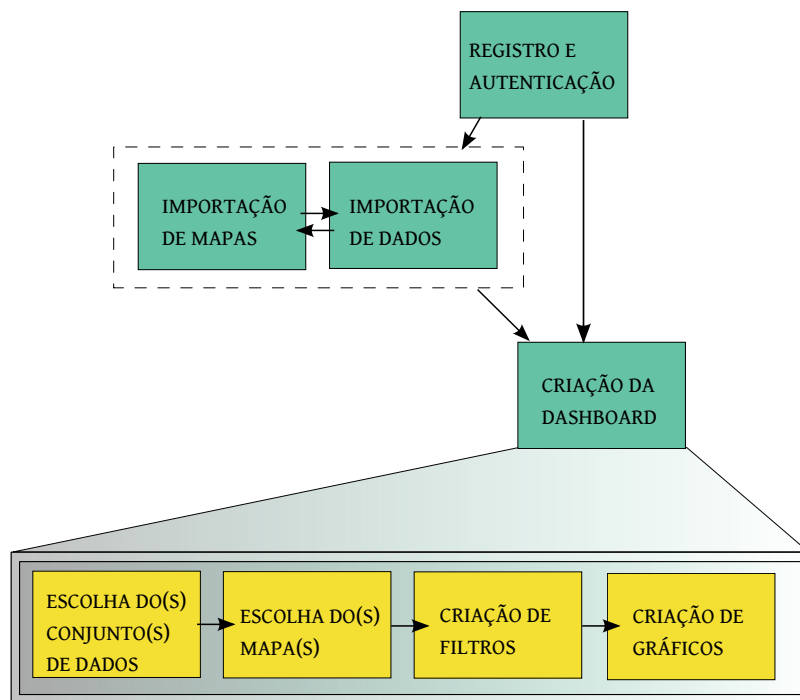 REGISTRO E
AUTENTICAÇÃO
IMPORTAÇÃO
DE MAPAS
IMPORTAÇÃO
DE DADOS
CRIAÇÃO DA
DASHBOARD
ESCOLHA DO(S)
CONJUNTO(S)
DE DADOS
ESCOLHA DO(S)
MAPA(S)
CRIAÇÃO DE
FILTROS
CRIAÇÃO DE
GRÁFICOS